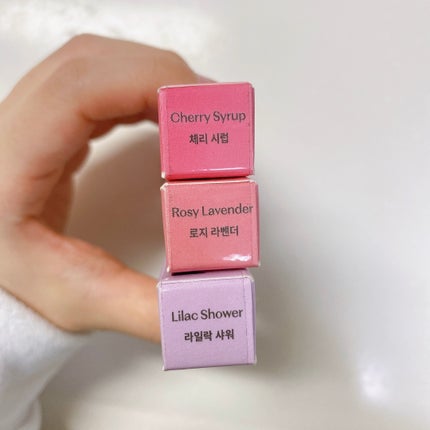 Cherry Syrup
체리 시럽
Rosy Lavender
로지 라벤더
Lilac Shower
라일락 샤워